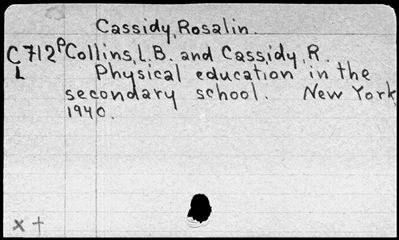 Cassidy, Rosalin.
C712p Collins, L.B. and Cassidy, R.
L Physical education in the
secondary school. New York,
1940.
x +